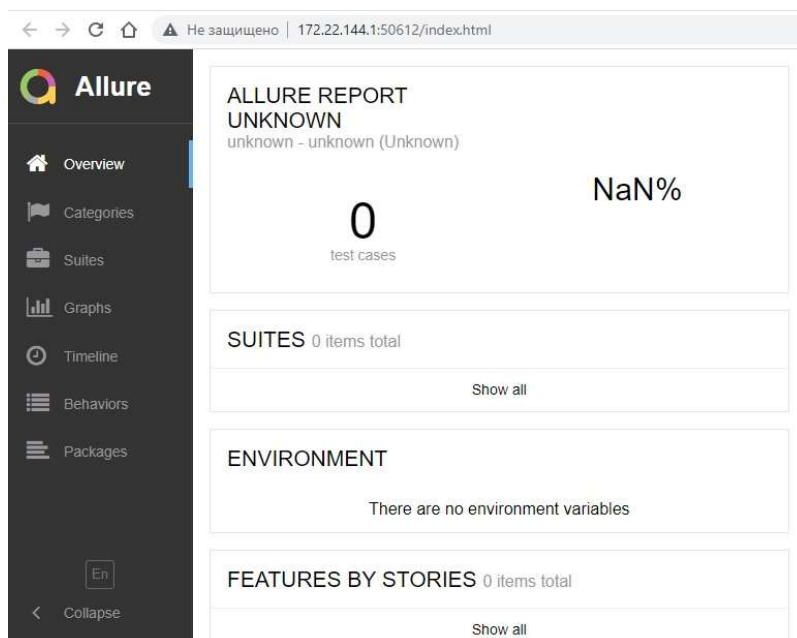 Не защищено | 172.22.144.1:50612/index.html
Allure
Overview
Categories
Suites
Graphs
Timeline
Behaviors
Packages
En
Collapse
ALLURE REPORT
UNKNOWN
unknown - unknown (Unknown)
0
test cases
NaN%
SUITES 0 items total
Show all
ENVIRONMENT
There are no environment variables
FEATURES BY STORIES 0 items total
Show all